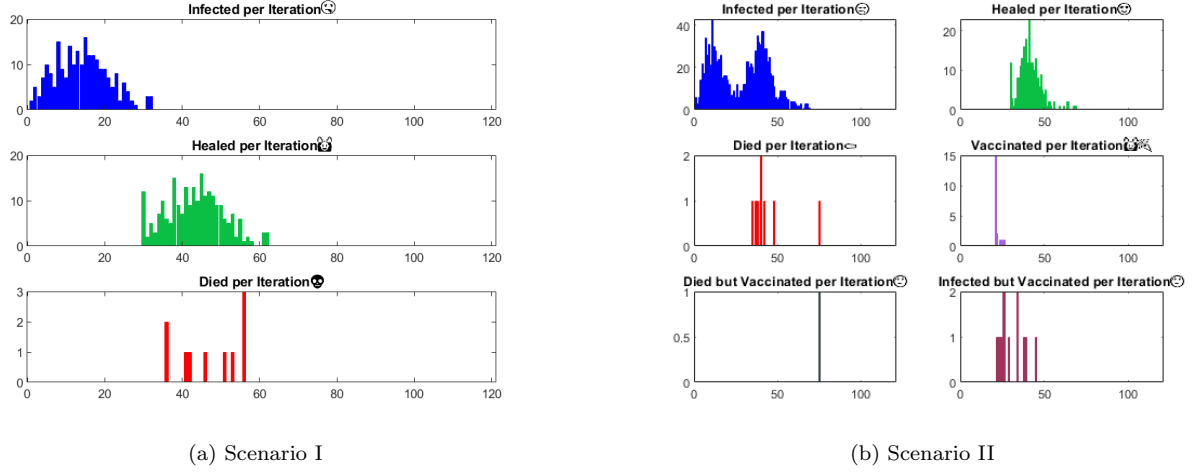 Infected per Iteration
20
10
0
0 20 40 60 80 100 120
Healed per Iteration
20
10
0
0 20 40 60 80 100 120
Died per Iteration
3
2
1
0
0 20 40 60 80 100 120
(a) Scenario I
Infected per Iteration
40
20
0
0 50 100
Healed per Iteration
20
10
0
0 50 100
Died per Iteration
2
1
0
0 50 100
Vaccinated per Iteration
15
10
5
0
0 50 100
Died but Vaccinated per Iteration
1
0.5
0
0 50 100
Infected but Vaccinated per Iteration
2
1
0
0 50 100
(b) Scenario II